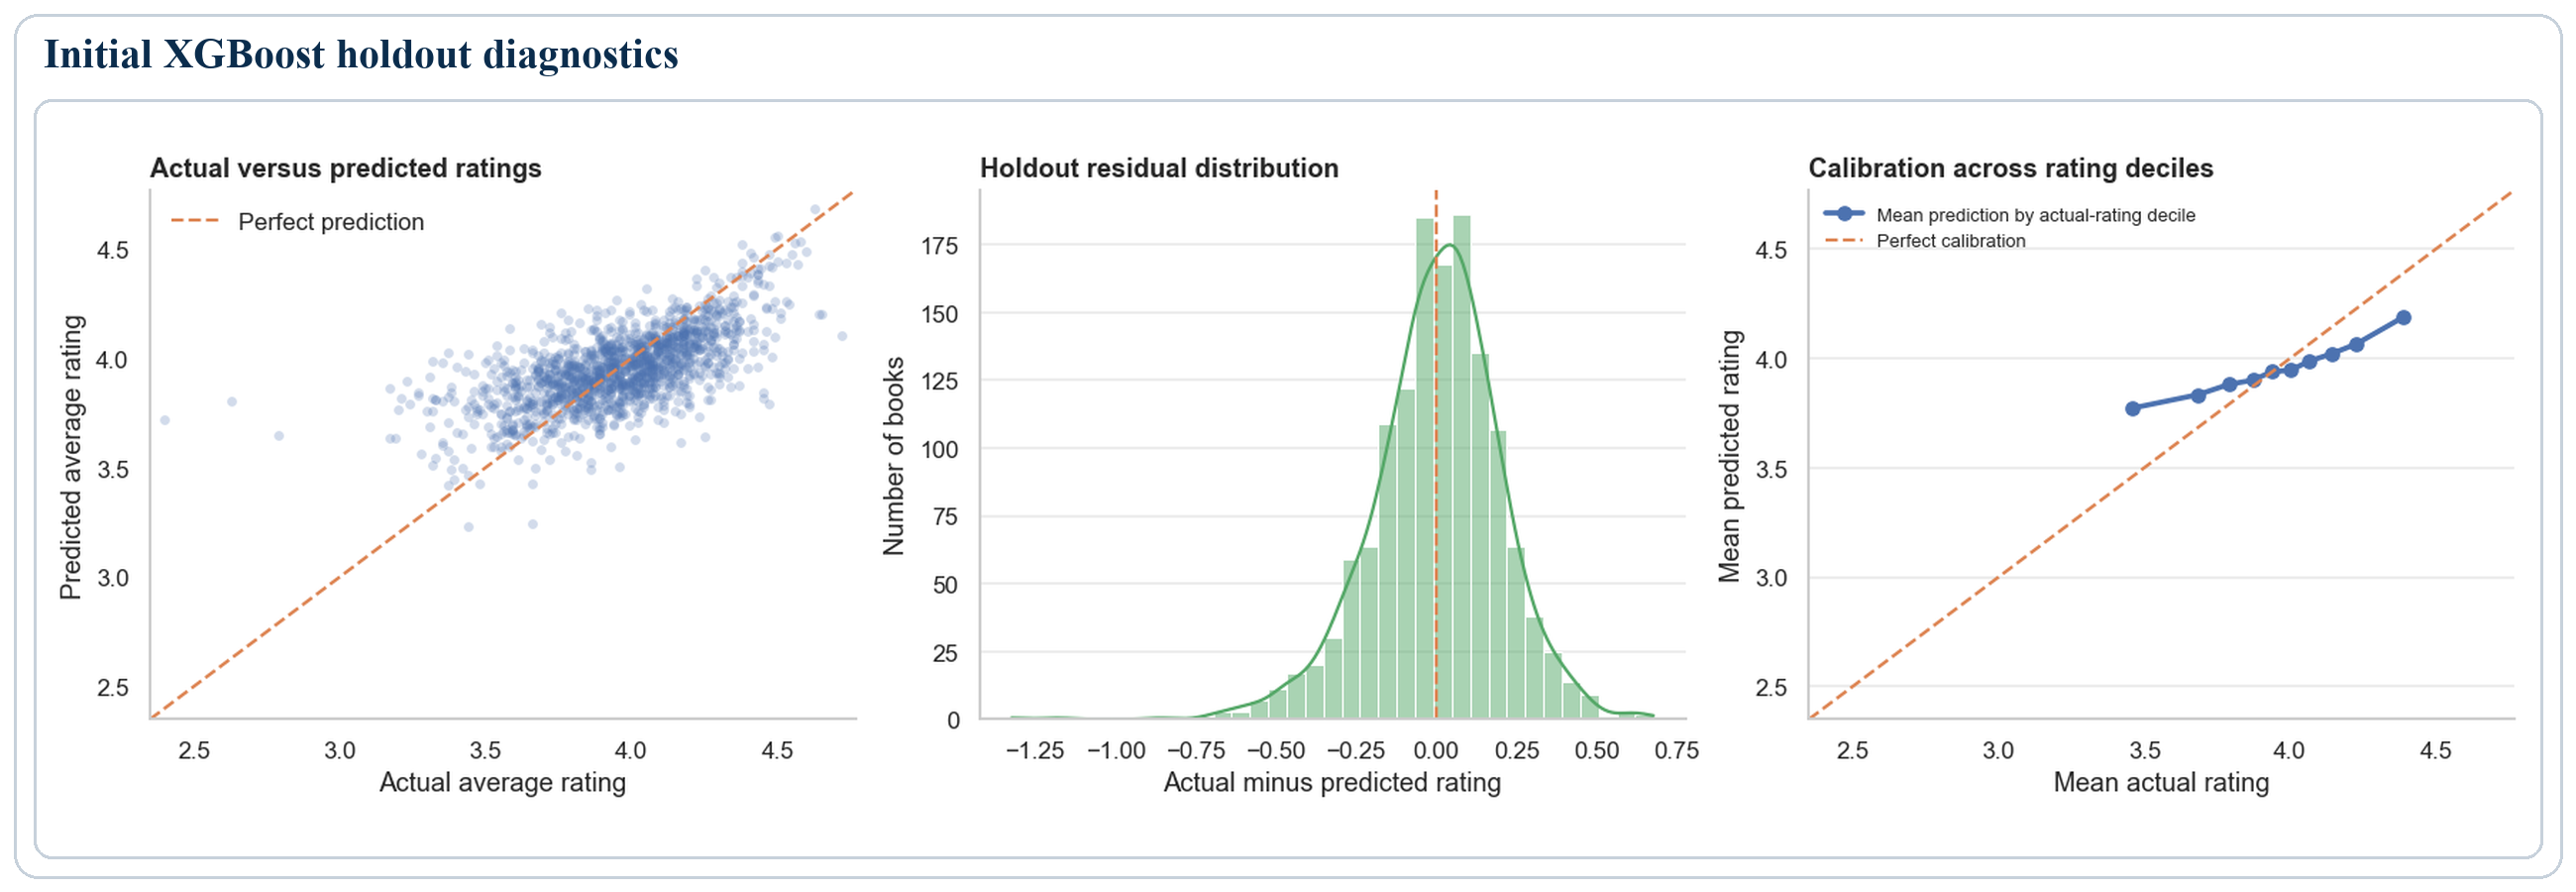 Initial XGBoost holdout diagnostics
Actual versus predicted ratings
Perfect prediction
Predicted average rating
4.5
4.0
3.5
3.0
2.5
2.5 3.0 3.5 4.0 4.5
Actual average rating
Holdout residual distribution
Number of books
175
150
125
100
75
50
25
0
−1.25 −1.00 −0.75 −0.50 −0.25 0.00 0.25 0.50 0.75
Actual minus predicted rating
Calibration across rating deciles
Mean prediction by actual-rating decile
Perfect calibration
Mean predicted rating
4.5
4.0
3.5
3.0
2.5
2.5 3.0 3.5 4.0 4.5
Mean actual rating